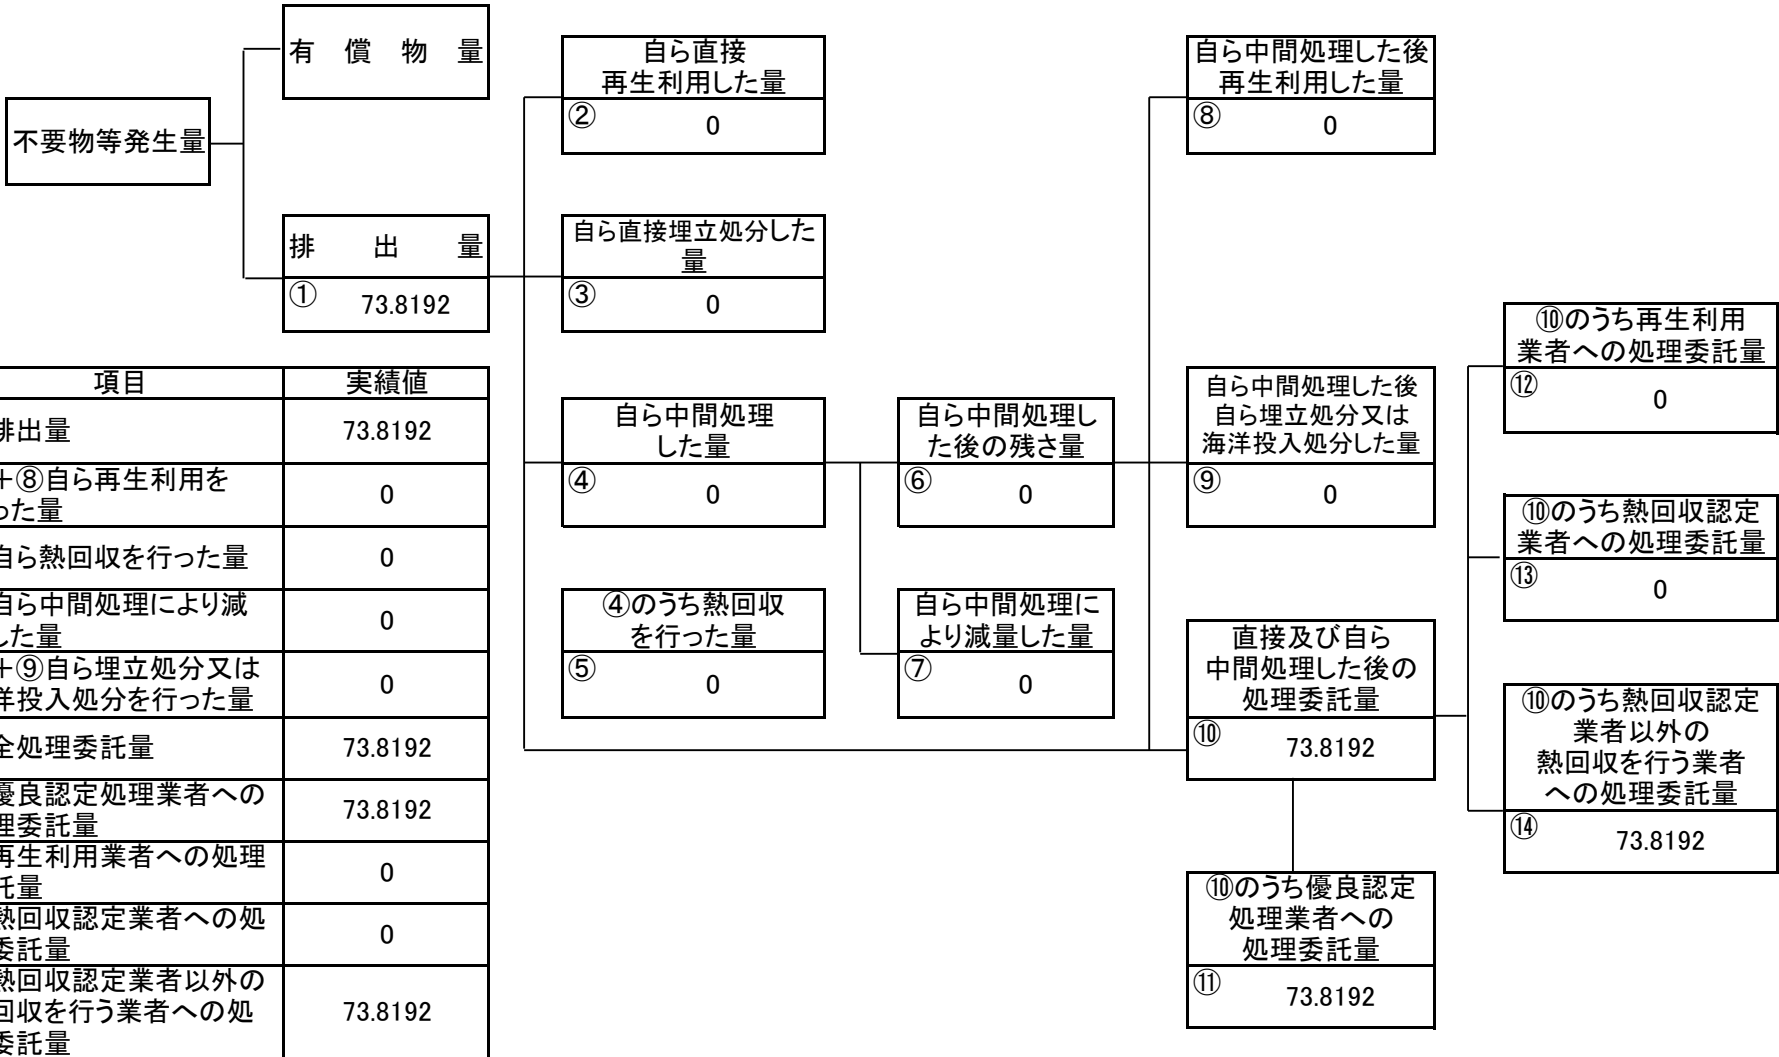 有償物量
不要物等発生量
排出量
① 73.8192
自ら直接
再生利用した量
② 0
自ら直接埋立処分した
量
③ 0
自ら中間処理
した量
④ 0
④のうち熱回収
を行った量
⑤ 0
自ら中間処理し
た後の残さ量
⑥ 0
自ら中間処理に
より減量した量
⑦ 0
自ら中間処理した後
再生利用した量
⑧ 0
自ら中間処理した後
自ら埋立処分又は
海洋投入処分した量
⑨ 0
直接及び自ら
中間処理した後の
処理委託量
⑩ 73.8192
⑩のうち優良認定
処理業者への
処理委託量
⑪ 73.8192
⑩のうち再生利用
業者への処理委託量
⑫ 0
⑩のうち熱回収認定
業者への処理委託量
⑬ 0
⑩のうち熱回収認定
業者以外の
熱回収を行う業者
への処理委託量
⑭ 73.8192
項目 実績値
排出量 73.8192
+⑧自ら再生利用を
った量 0
自ら熱回収を行った量 0
自ら中間処理により減
した量 0
+⑨自ら埋立処分又は
洋投入処分を行った量 0
全処理委託量 73.8192
優良認定処理業者への
理委託量 73.8192
再生利用業者への処理
託量 0
熱回収認定業者への処
委託量 0
熱回収認定業者以外の
回収を行う業者への処
委託量 73.8192